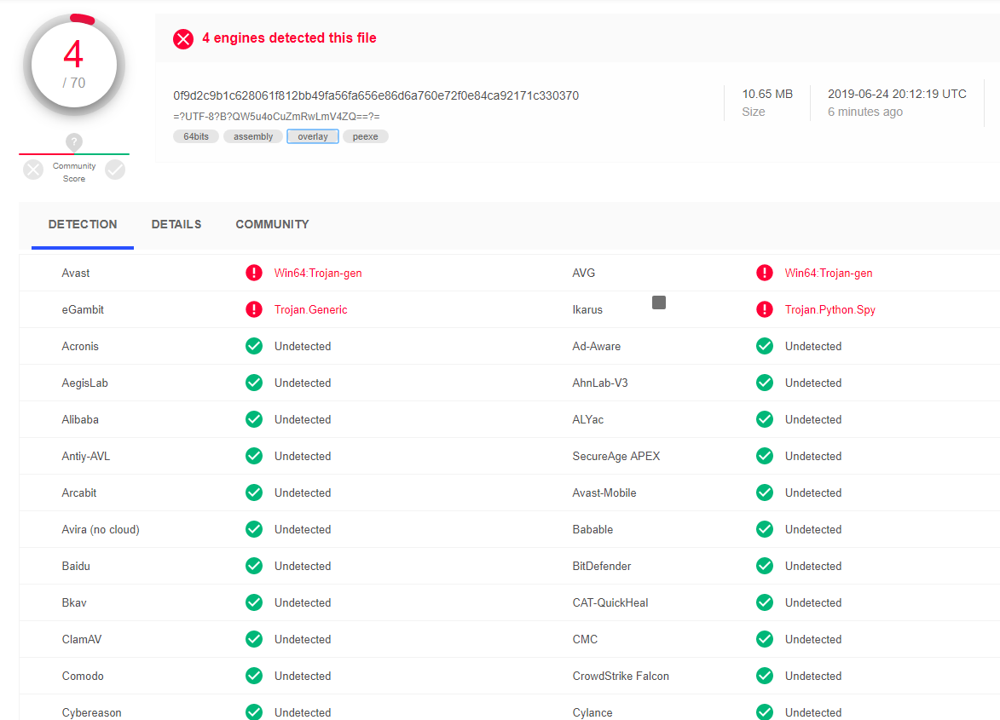 4
/ 70
4 engines detected this file
0f9d2c9b1c628061f812bb49fa56fa656e86d6a760e72f0e84ca92171c330370
=?UTF-8?B?QW5u4oCuZmRwLmV4ZQ==?=
64bits assembly overlay peexe
10.65 MB
Size
2019-06-24 20:12:19 UTC
6 minutes ago
?
Community
Score
DETECTION DETAILS COMMUNITY
Avast Win64:Trojan-gen AVG Win64:Trojan-gen
eGambit Trojan.Generic Ikarus Trojan.Python.Spy
Acronis Undetected Ad-Aware Undetected
AegisLab Undetected AhnLab-V3 Undetected
Alibaba Undetected ALYac Undetected
Antiy-AVL Undetected SecureAge APEX Undetected
Arcabit Undetected Avast-Mobile Undetected
Avira (no cloud) Undetected Babable Undetected
Baidu Undetected BitDefender Undetected
Bkav Undetected CAT-QuickHeal Undetected
ClamAV Undetected CMC Undetected
Comodo Undetected CrowdStrike Falcon Undetected
Cybereason Undetected Cylance Undetected